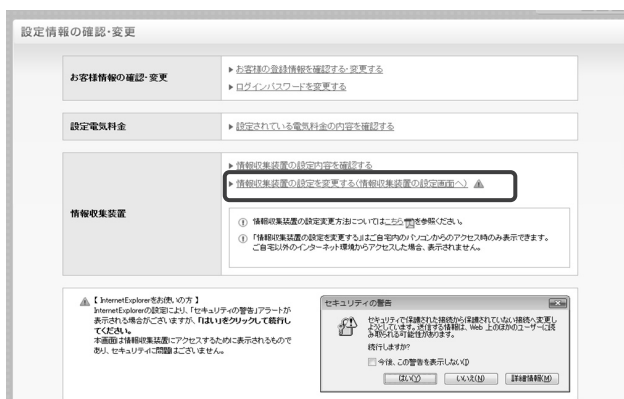 設定情報の確認・変更
お客様情報の確認・変更
▶ お客様の登録情報を確認する・変更する
▶ ログインパスワードを変更する
設定電気料金
▶ 設定されている電気料金の内容を確認する
情報収集装置
▶ 情報収集装置の設定内容を確認する
▶ 情報収集装置の設定を変更する(情報収集装置の設定画面へ)
① 情報収集装置の設定変更方法についてはこちらを参照ください。
① 「情報収集装置の設定を変更する」はご自宅内のパソコンからのアクセス時のみ表示できます。
ご自宅以外のインターネット環境からアクセスした場合、表示されません。
【 InternetExplorerをお使いの方 】
InternetExplorerの設定により、「セキュリティの警告」アラートが
表示される場合がございますが、「はい」をクリックして続行し
てください。
本画面は情報収集装置にアクセスするために表示されるもので
あり、セキュリティに問題はございません。
セキュリティの警告
セキュリティで保護された接続から保護されていない接続へ変更し
ようとしています。送信する情報は、Web 上のほかのユーザーに読
み取られる可能性があります。
続行しますか?
今後、この警告を表示しない(I)
はい(Y)
いいえ(N)
詳細情報(M)